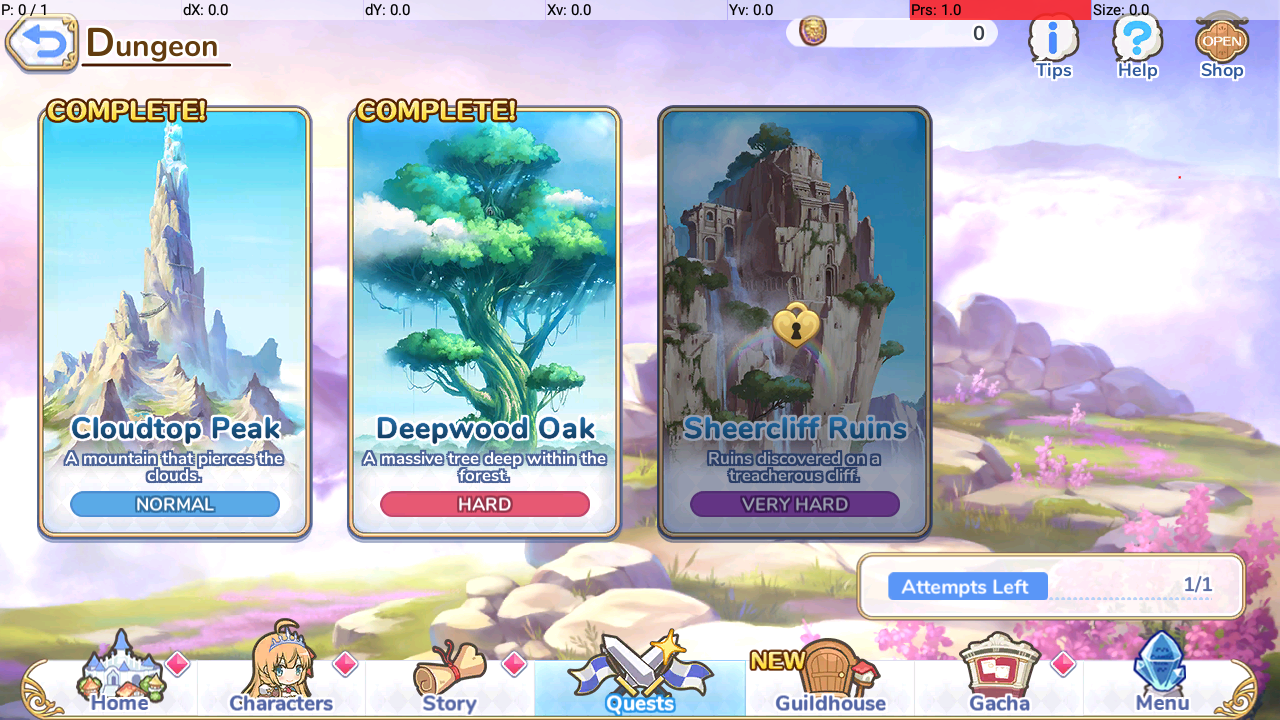 P: 0 / 1 dX: 0.0 dY: 0.0 Xv: 0.0 Yv: 0.0 Prs: 1.0 Size: 0.0
Dungeon
0
Tips
Help
OPEN
Shop
COMPLETE!
Cloudtop Peak
A mountain that pierces the
clouds.
NORMAL
COMPLETE!
Deepwood Oak
A massive tree deep within the
forest.
HARD
Sheercliff Ruins
Ruins discovered on a
treacherous cliff.
VERY HARD
Attempts Left 1/1
Home
Characters
Story
Quests
NEW
Guildhouse
Gacha
Menu